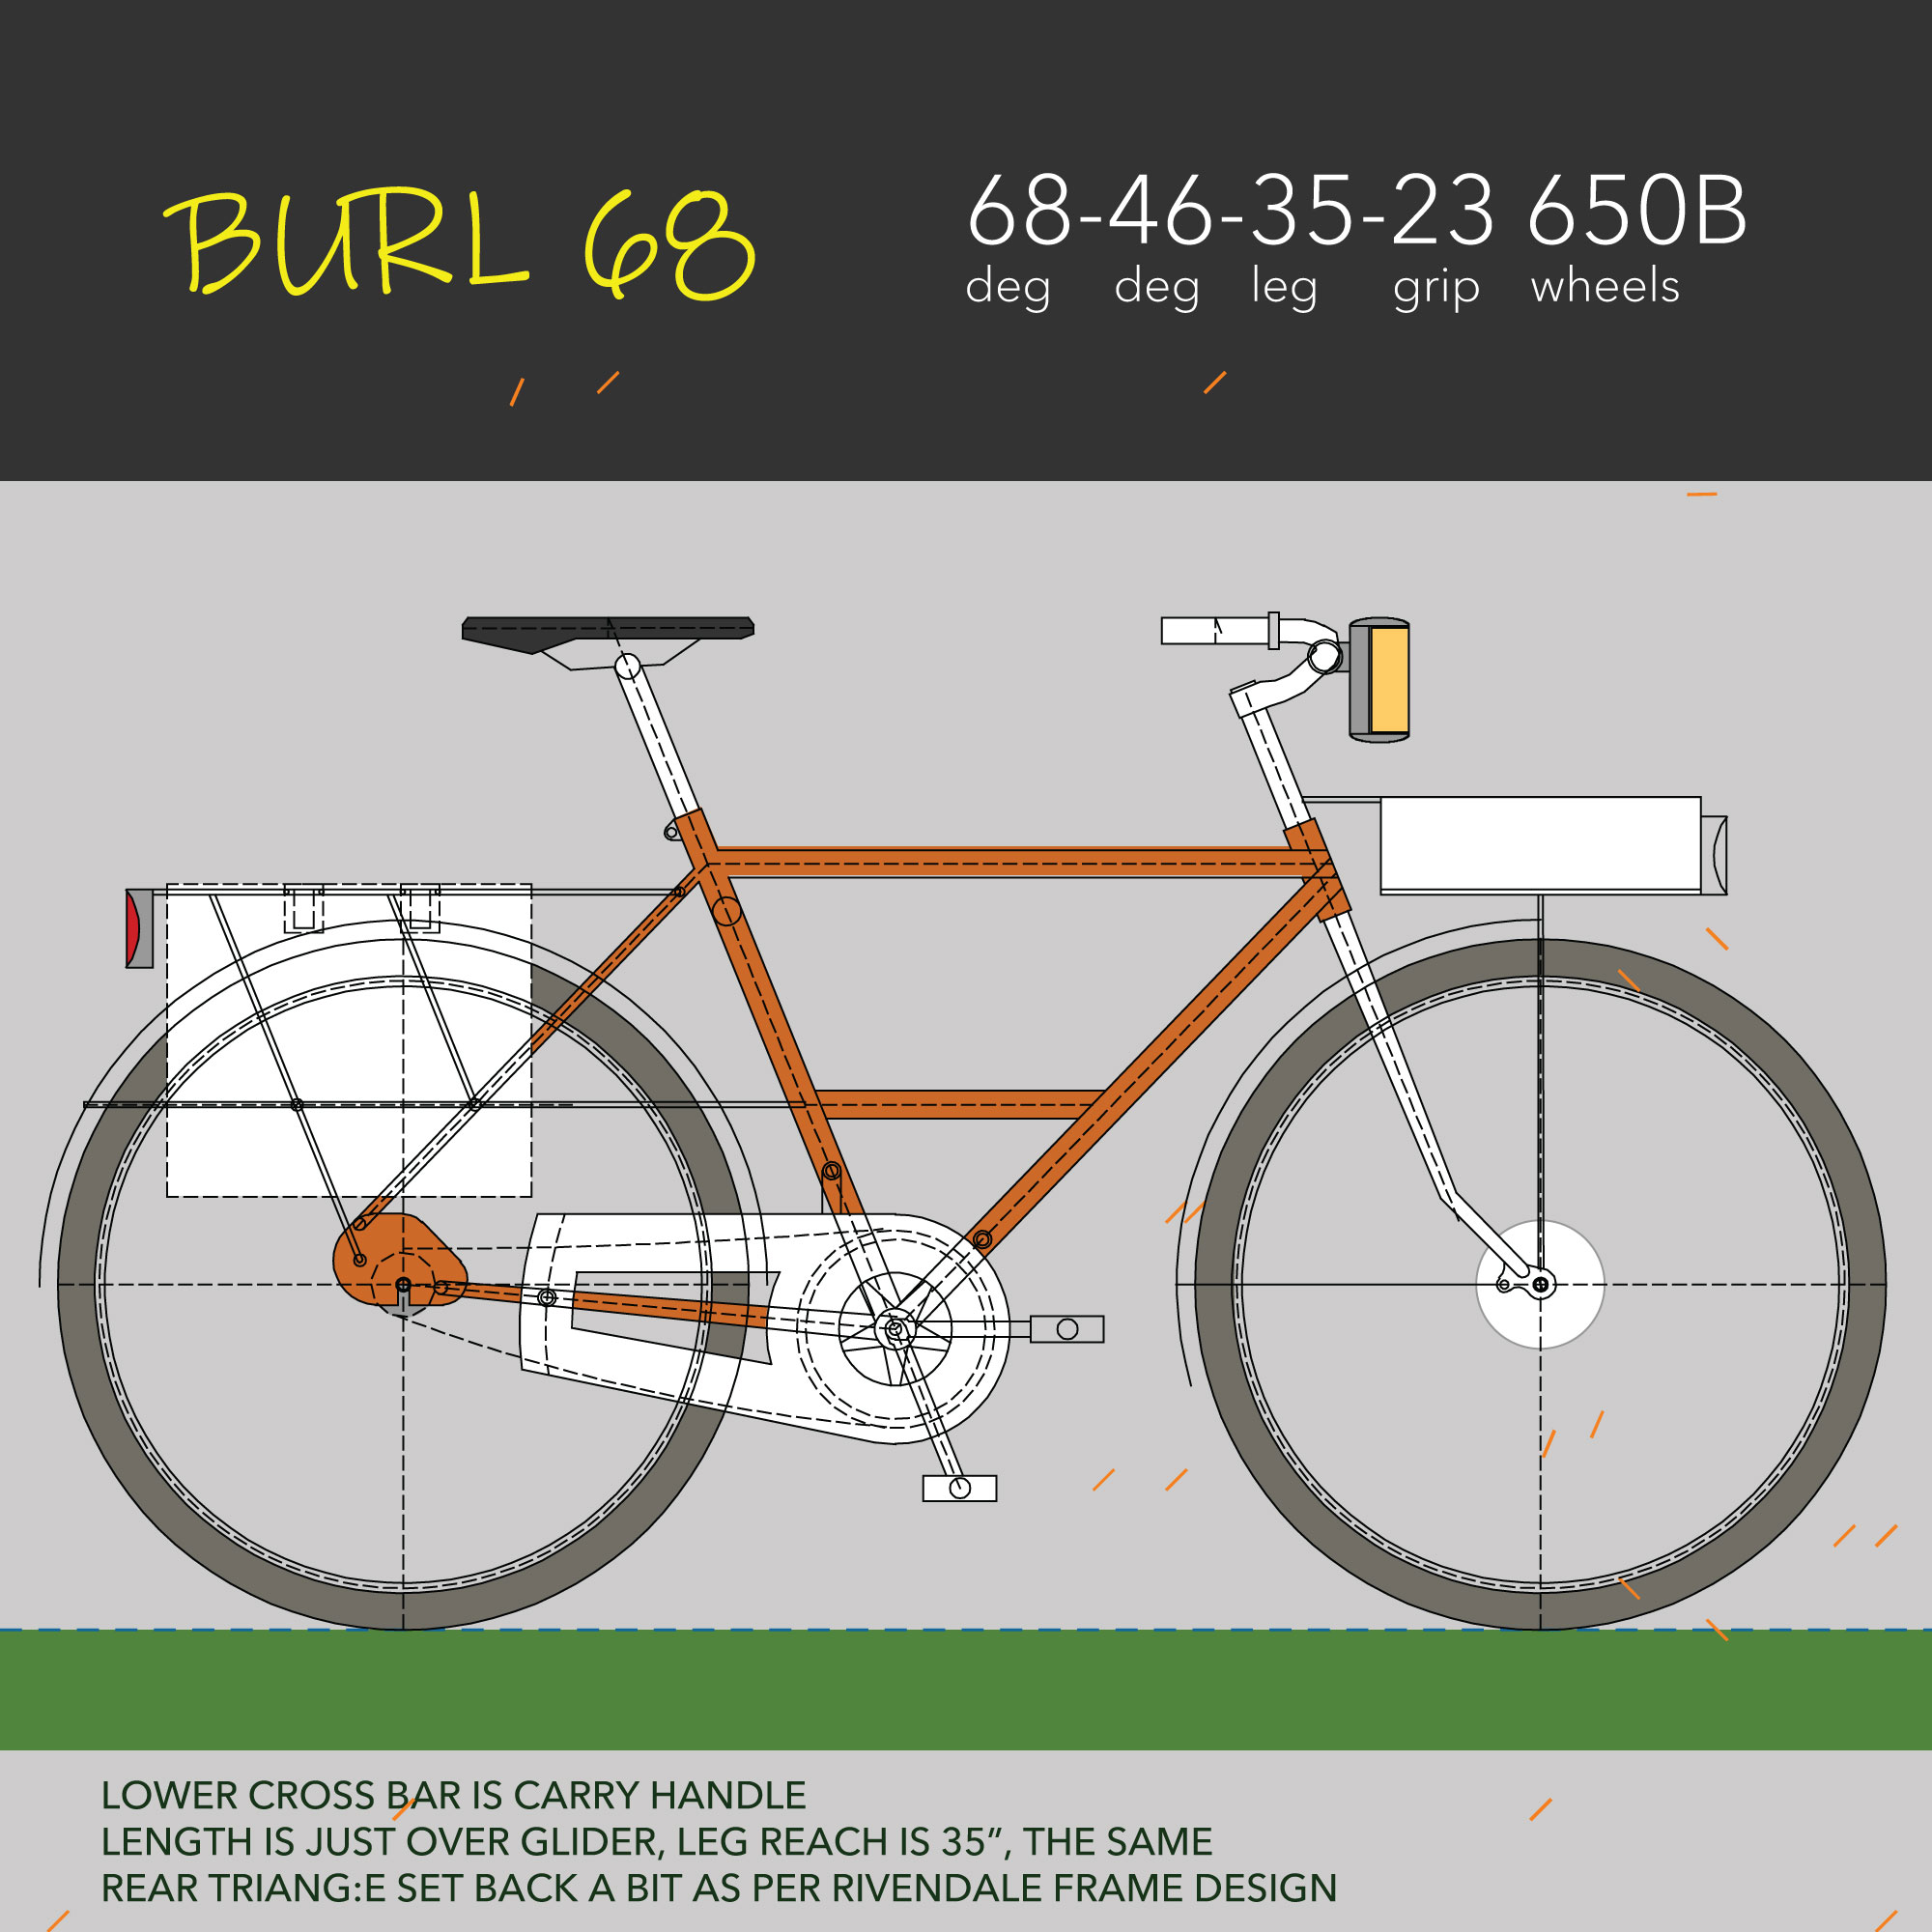 BURL 68
68-46-35-23 650B
deg deg leg grip wheels
LOWER CROSS BAR IS CARRY HANDLE
LENGTH IS JUST OVER GLIDER, LEG REACH IS 35”, THE SAME
REAR TRIANG:E SET BACK A BIT AS PER RIVENDALE FRAME DESIGN